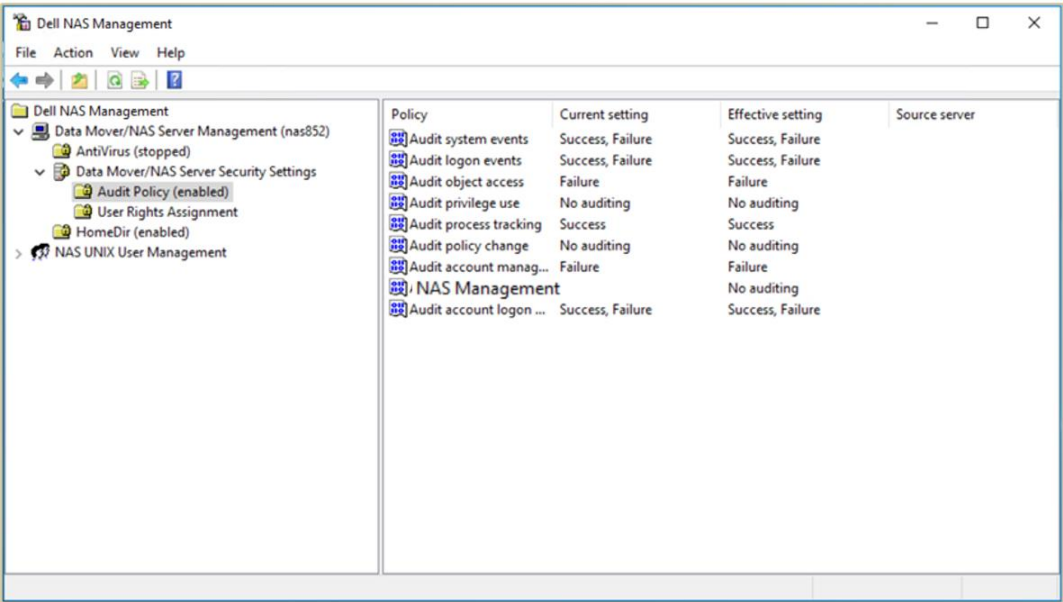 Dell NAS Management
File Action View Help
Dell NAS Management
Data Mover/NAS Server Management (nas852)
AntiVirus (stopped)
Data Mover/NAS Server Security Settings
Audit Policy (enabled)
User Rights Assignment
HomeDir (enabled)
NAS UNIX User Management
Policy Current setting Effective setting Source server
Audit system events Success, Failure Success, Failure
Audit logon events Success, Failure Success, Failure
Audit object access Failure Failure
Audit privilege use No auditing No auditing
Audit process tracking Success Success
Audit policy change No auditing No auditing
Audit account manag... Failure Failure
NAS Management No auditing
Audit account logon ... Success, Failure Success, Failure